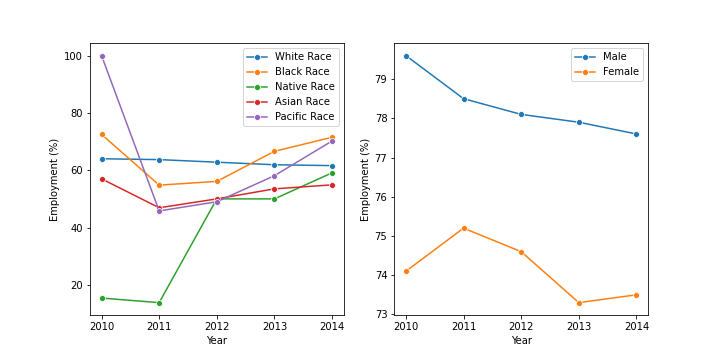 White Race
Black Race
Native Race
Asian Race
Pacific Race
100
80
60
40
20
Employment (%)
2010 2011 2012 2013 2014
Year
Male
Female
79
78
77
76
75
74
73
Employment (%)
2010 2011 2012 2013 2014
Year